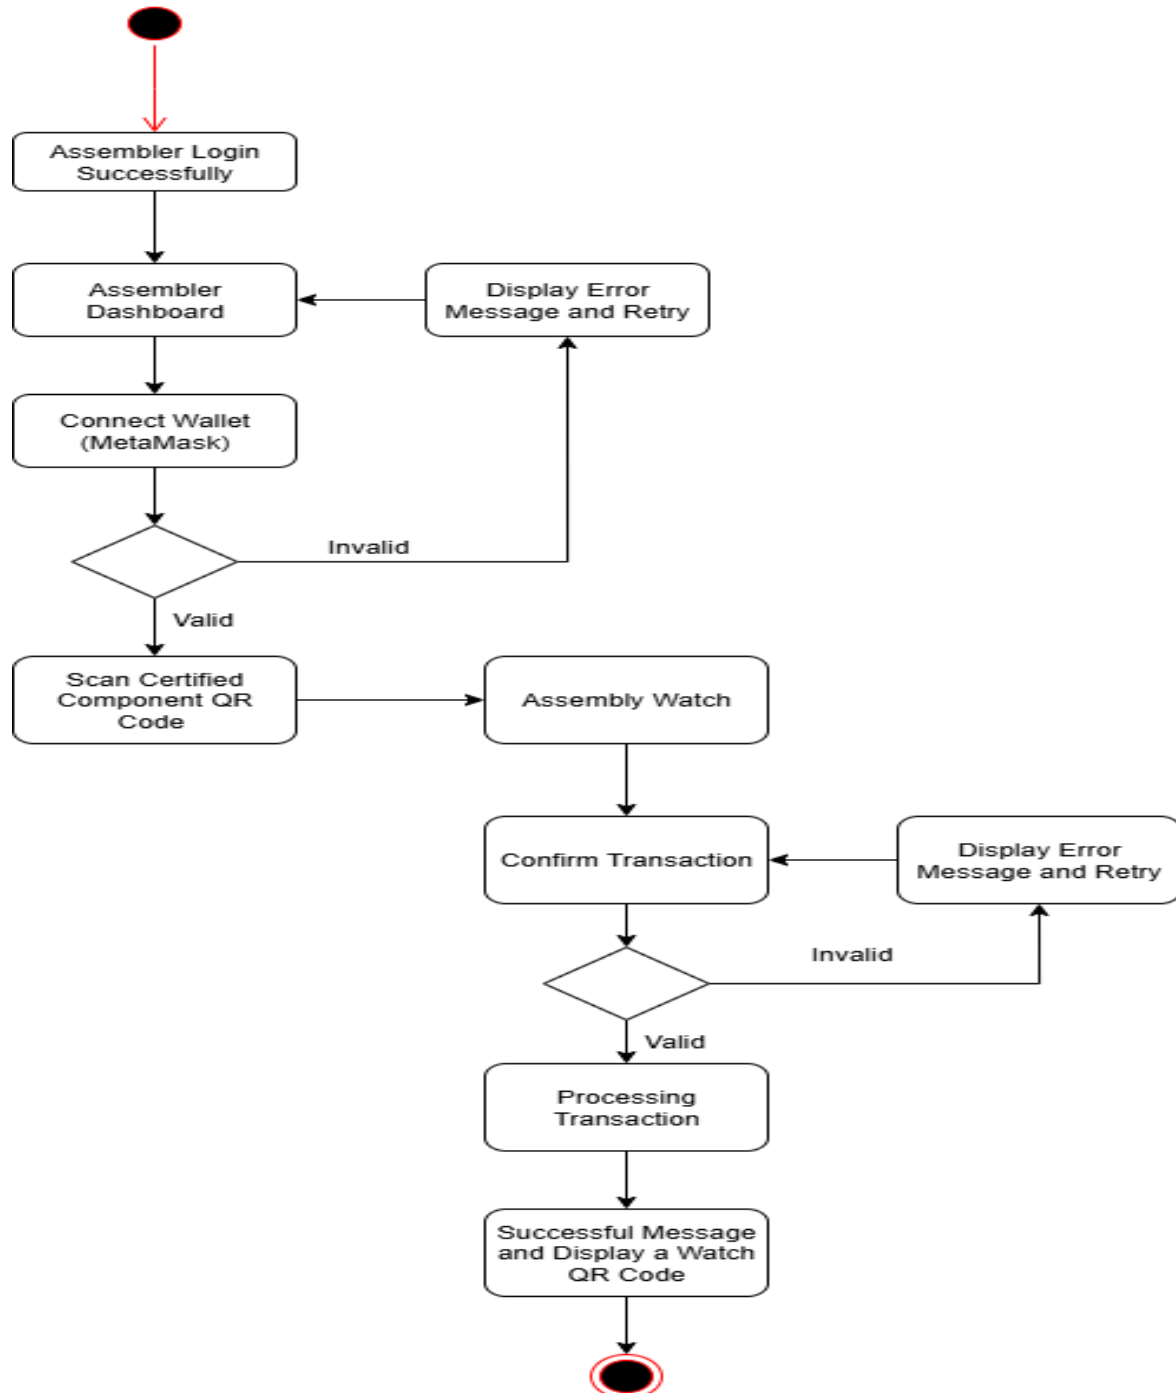 Assembler Login
Successfully
Assembler
Dashboard
Display Error
Message and Retry
Connect Wallet
(MetaMask)
Invalid
Valid
Scan Certified
Component QR
Code
Assembly Watch
Confirm Transaction
Display Error
Message and Retry
Invalid
Valid
Processing
Transaction
Successful Message
and Display a Watch
QR Code